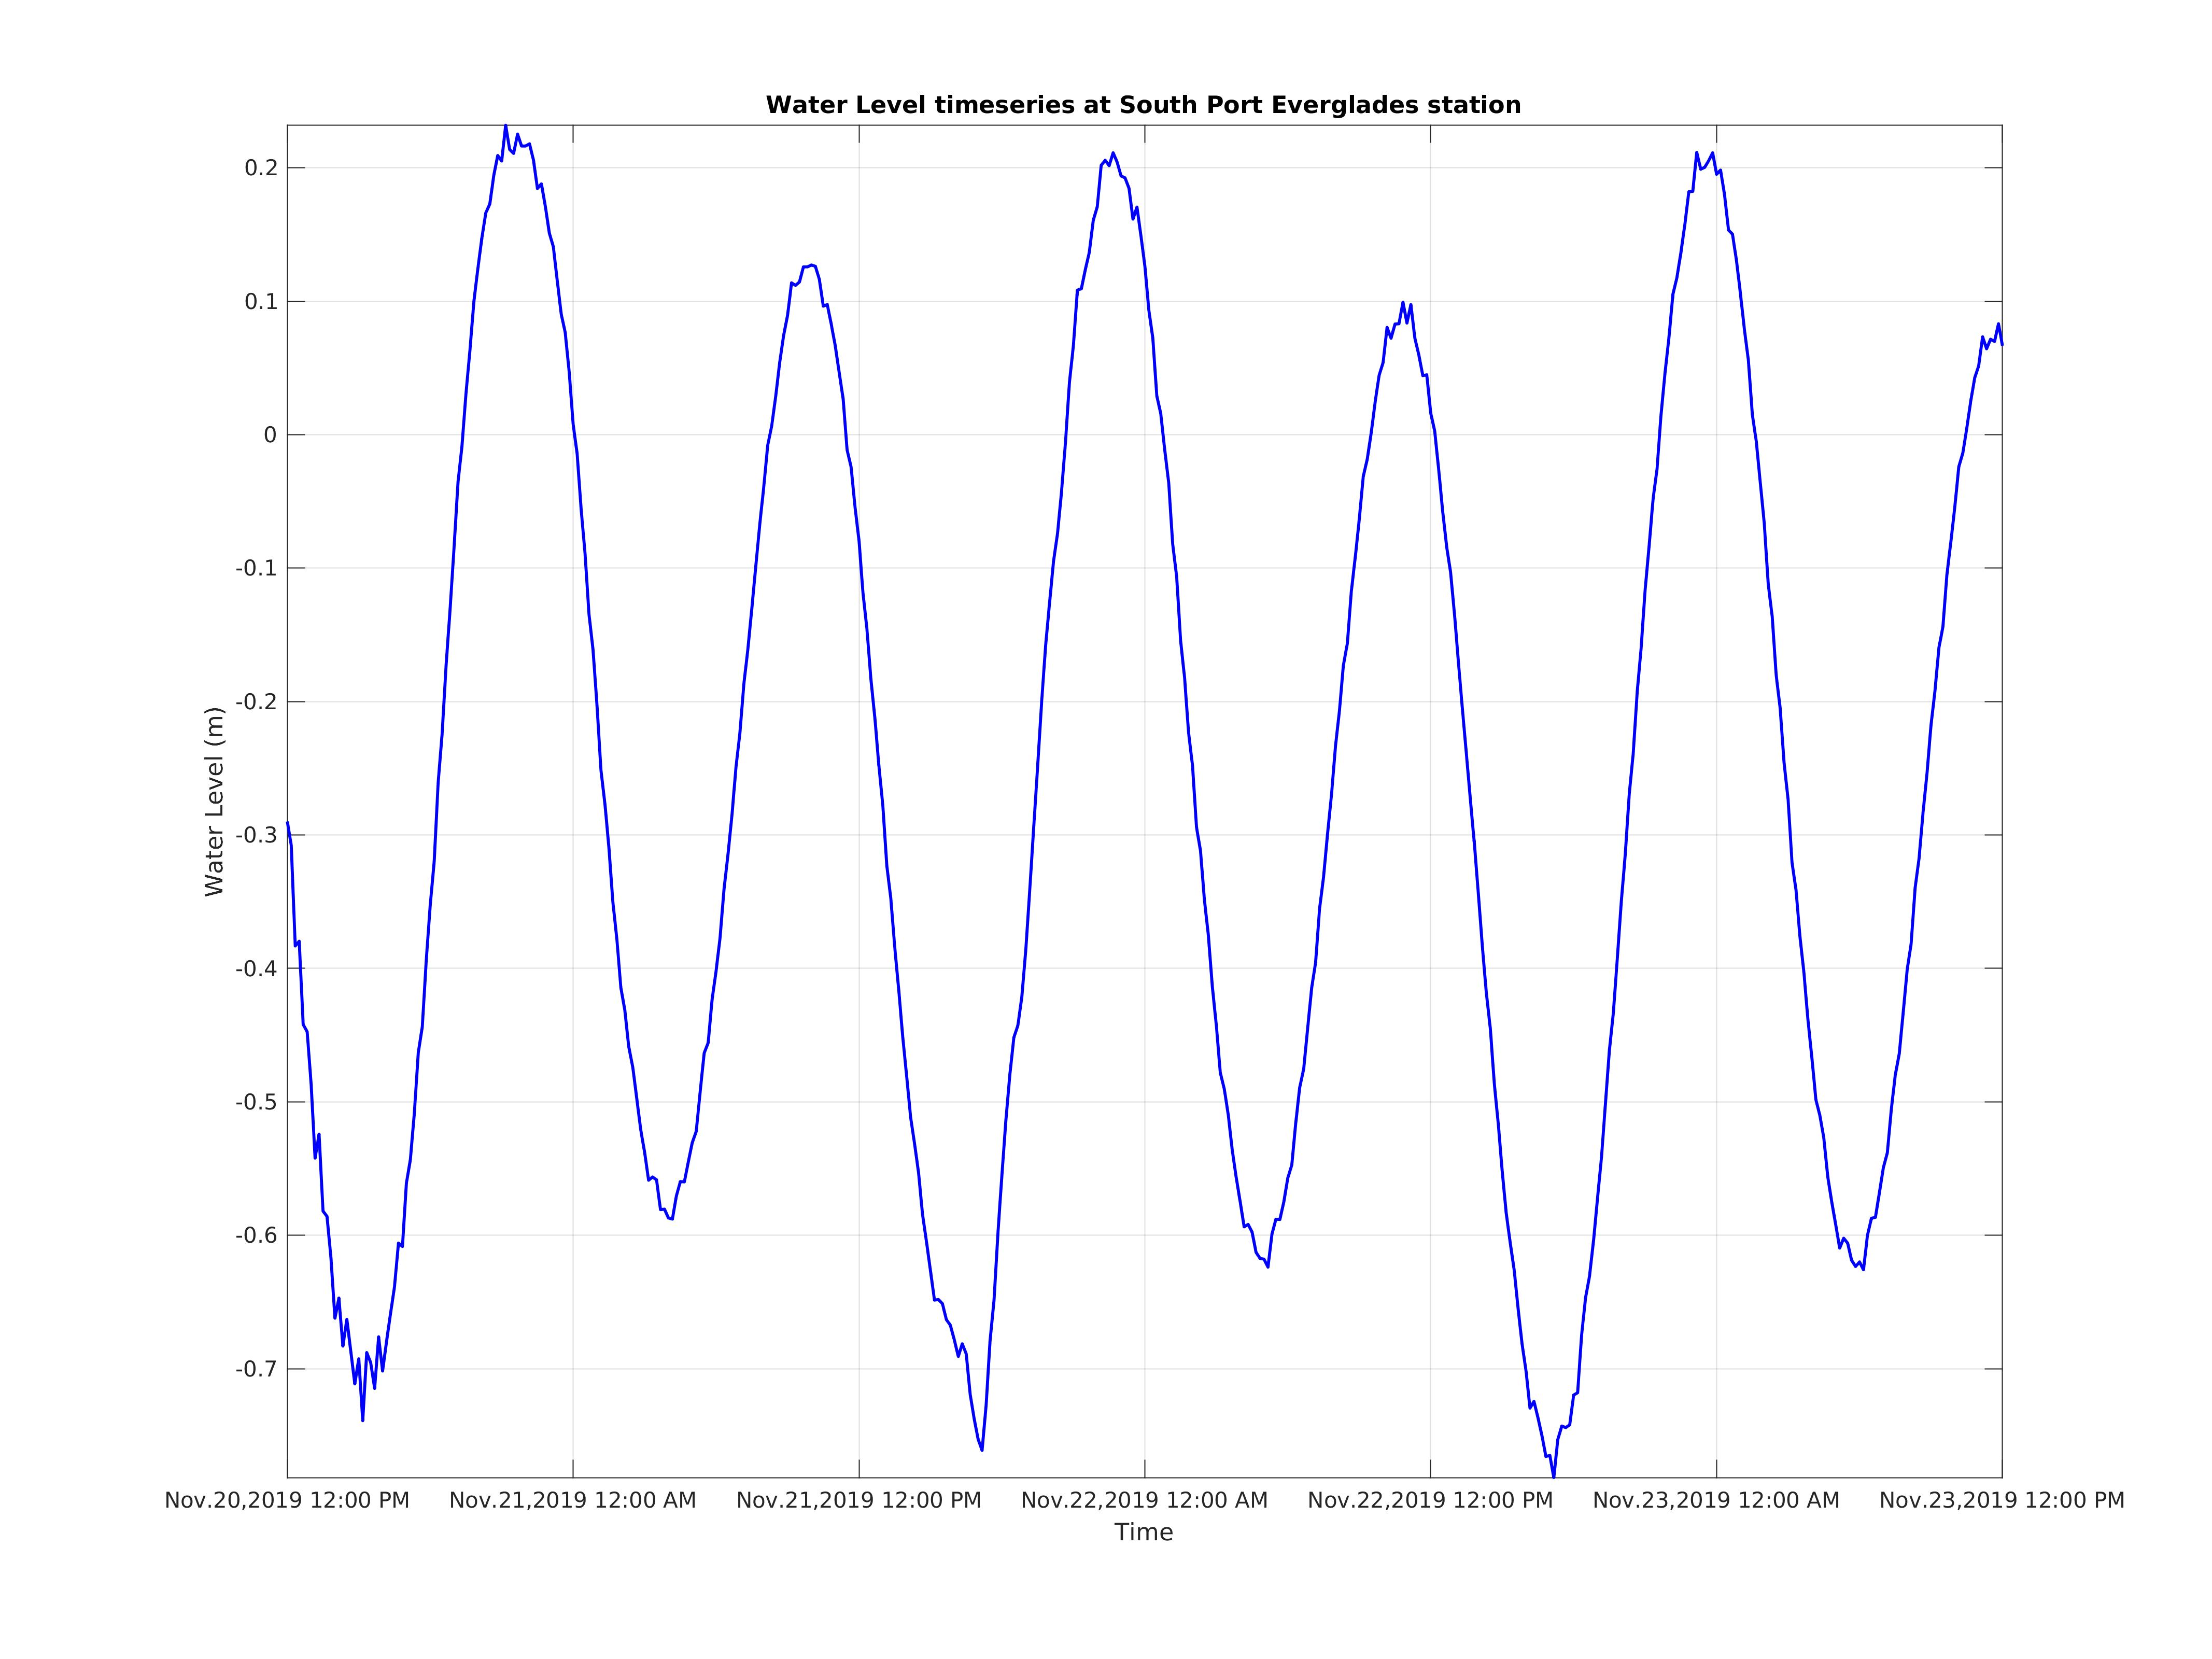 Water Level timeseries at South Port Everglades station
0.2
0.1
0
-0.1
-0.2
-0.3
-0.4
-0.5
-0.6
-0.7
Water Level (m)
Nov.20,2019 12:00 PM Nov.21,2019 12:00 AM Nov.21,2019 12:00 PM Nov.22,2019 12:00 AM Nov.22,2019 12:00 PM Nov.23,2019 12:00 AM Nov.23,2019 12:00 PM
Time